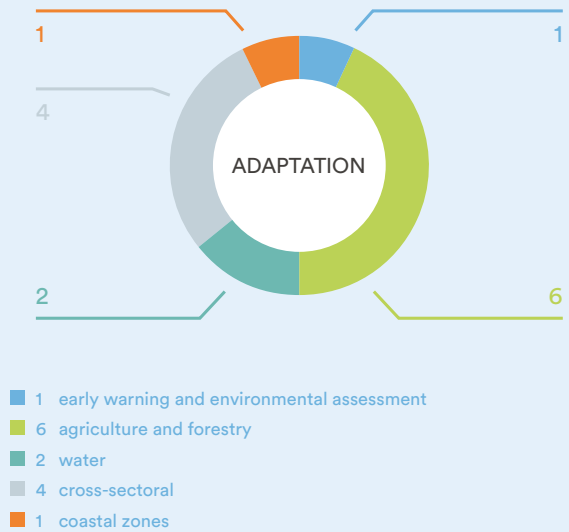 1
1
4
ADAPTATION
2
6
1 early warning and environmental assessment
6 agriculture and forestry
2 water
4 cross-sectoral
1 coastal zones